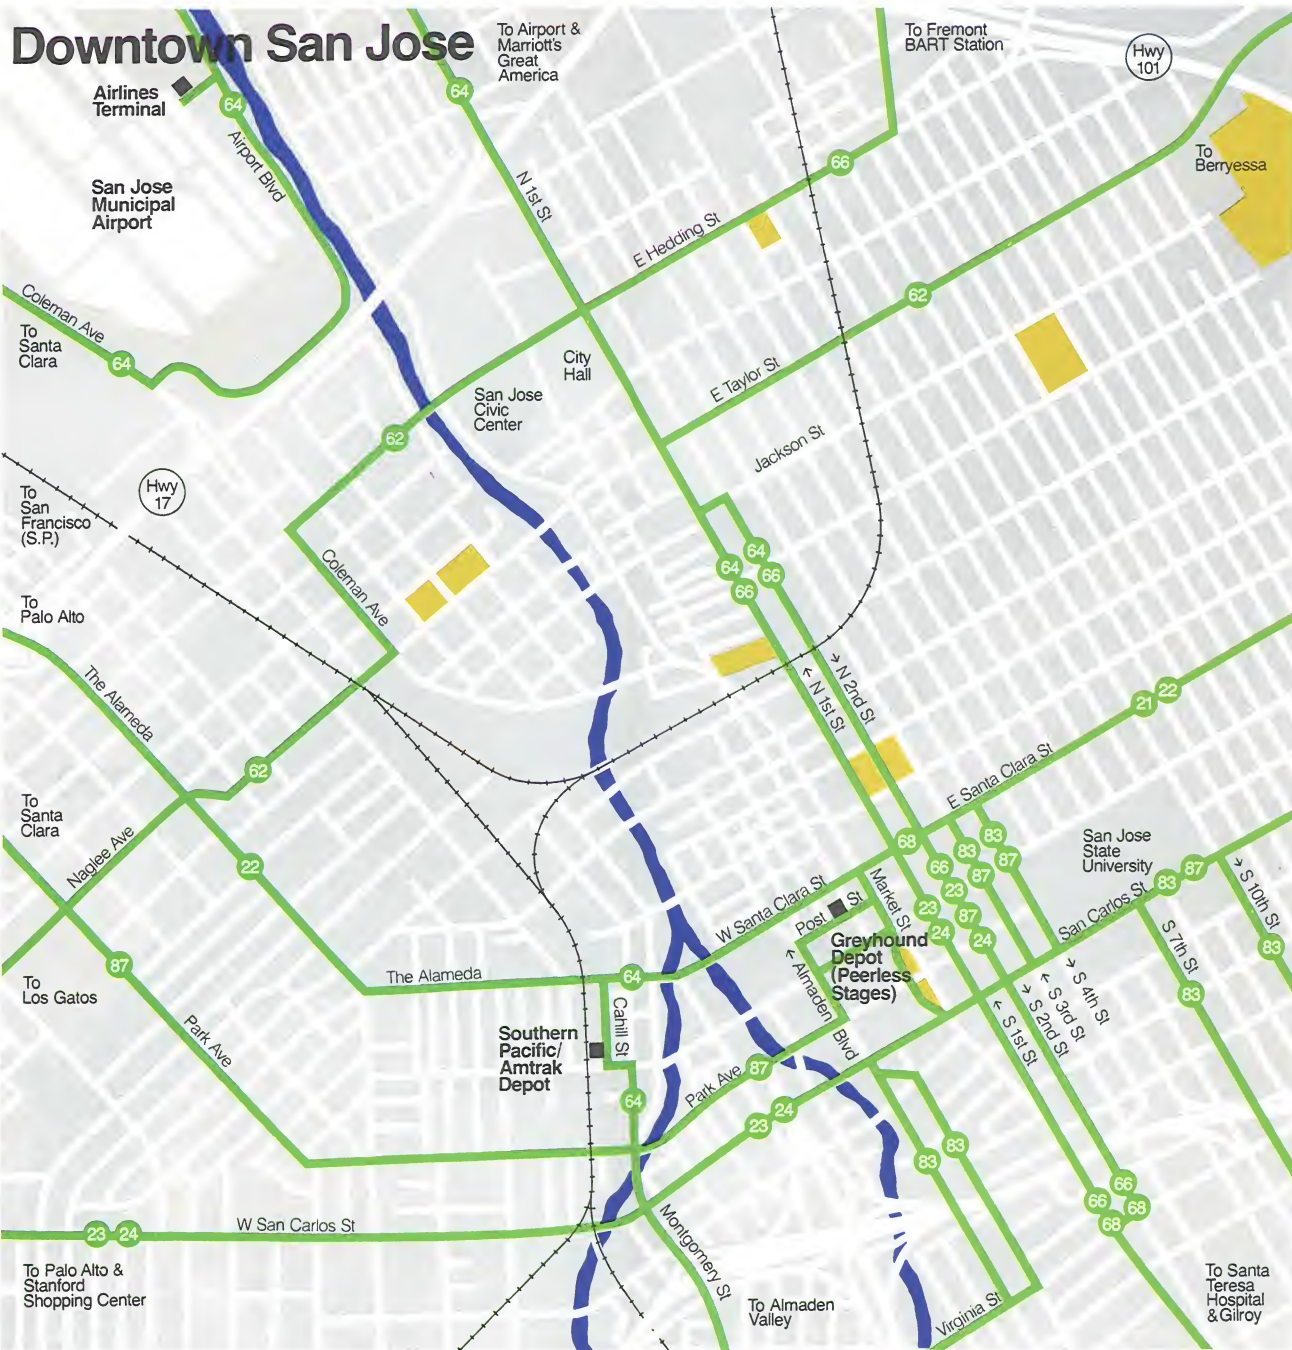 Downtown San Jose
To Airport &
Marriott's
Great
America
To Fremont
BART Station
Hwy
101
Airlines
Terminal
64
64
Airport Blvd
San Jose
Municipal
Airport
N 1st St
66
E Hedding St
To
Berryessa
Coleman Ave
To
Santa
Clara
64
62
City
Hall
E Taylor St
San Jose
Civic
Center
62
Jackson St
Hwy
17
To
San
Francisco
(S.P.)
Coleman Ave
64
64
66
66
To
Palo Alto
The Alameda
N 2nd St
N 1st St
21
22
62
E Santa Clara St
To
Santa
Clara
Naglee Ave
22
68
83
83
87
66
87
23
San Jose
State
University
83
87
W Santa Clara St
Market St
Post St
23
87
24
24
San Carlos St
S 10th St
83
Greyhound
Depot
(Peerless
Stages)
S 7th St
87
To
Los Gatos
The Alameda
64
Almaden Blvd
S 4th St
S 3rd St
S 2nd St
S 1st St
83
Park Ave
Southern
Pacific/
Amtrak
Depot
Cahill St
64
Park Ave
87
24
23
83
83
66
66
68
68
23
24
W San Carlos St
Montgomery St
To Palo Alto &
Stanford
Shopping Center
To Almaden
Valley
Virginia St
To Santa
Teresa
Hospital
& Gilroy